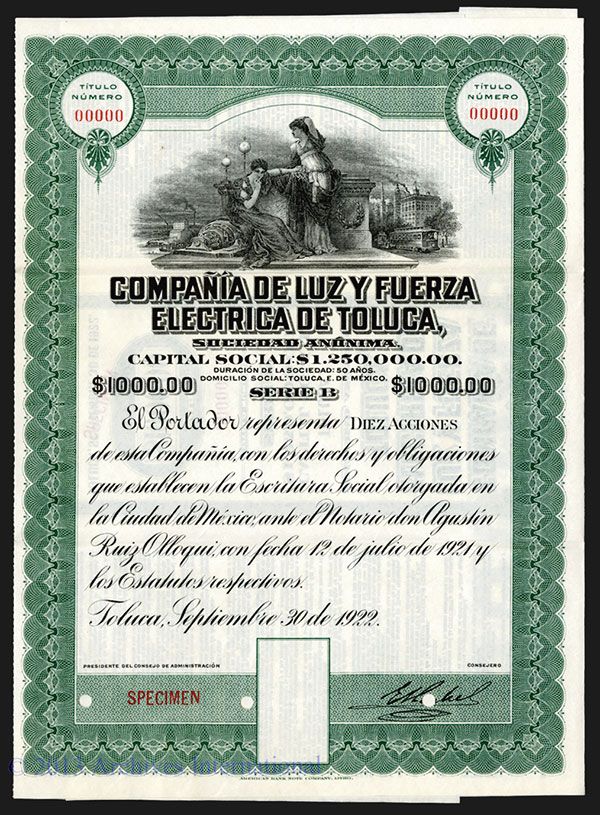 TÍTULO
NÚMERO
00000
TÍTULO
NÚMERO
00000
COMPAÑÍA DE LUZ Y FUERZA
ELECTRICA DE TOLUCA,
SOCIEDAD ANÓNIMA.
CAPITAL SOCIAL: $1.250,000.00.
DURACIÓN DE LA SOCIEDAD: 50 AÑOS.
DOMICILIO SOCIAL: TOLUCA, E. DE MÉXICO.
$1000.00 SERIE B $1000.00
El Portador representa DIEZ ACCIONES
de esta Compañía, con los derechos y obligaciones
que establecen la Escritura Social, otorgada en
la Ciudad de México, ante el Notario don Agustín
Ruiz Olloqui, con fecha 12 de julio de 1921 y
los Estatutos respectivos.
Toluca, Septiembre 30 de 1922.
PRESIDENTE DEL CONSEJO DE ADMINISTRACIÓN
CONSEJERO
SPECIMEN
© 2012 Archives International
AMERICAN BANK NOTE COMPANY,